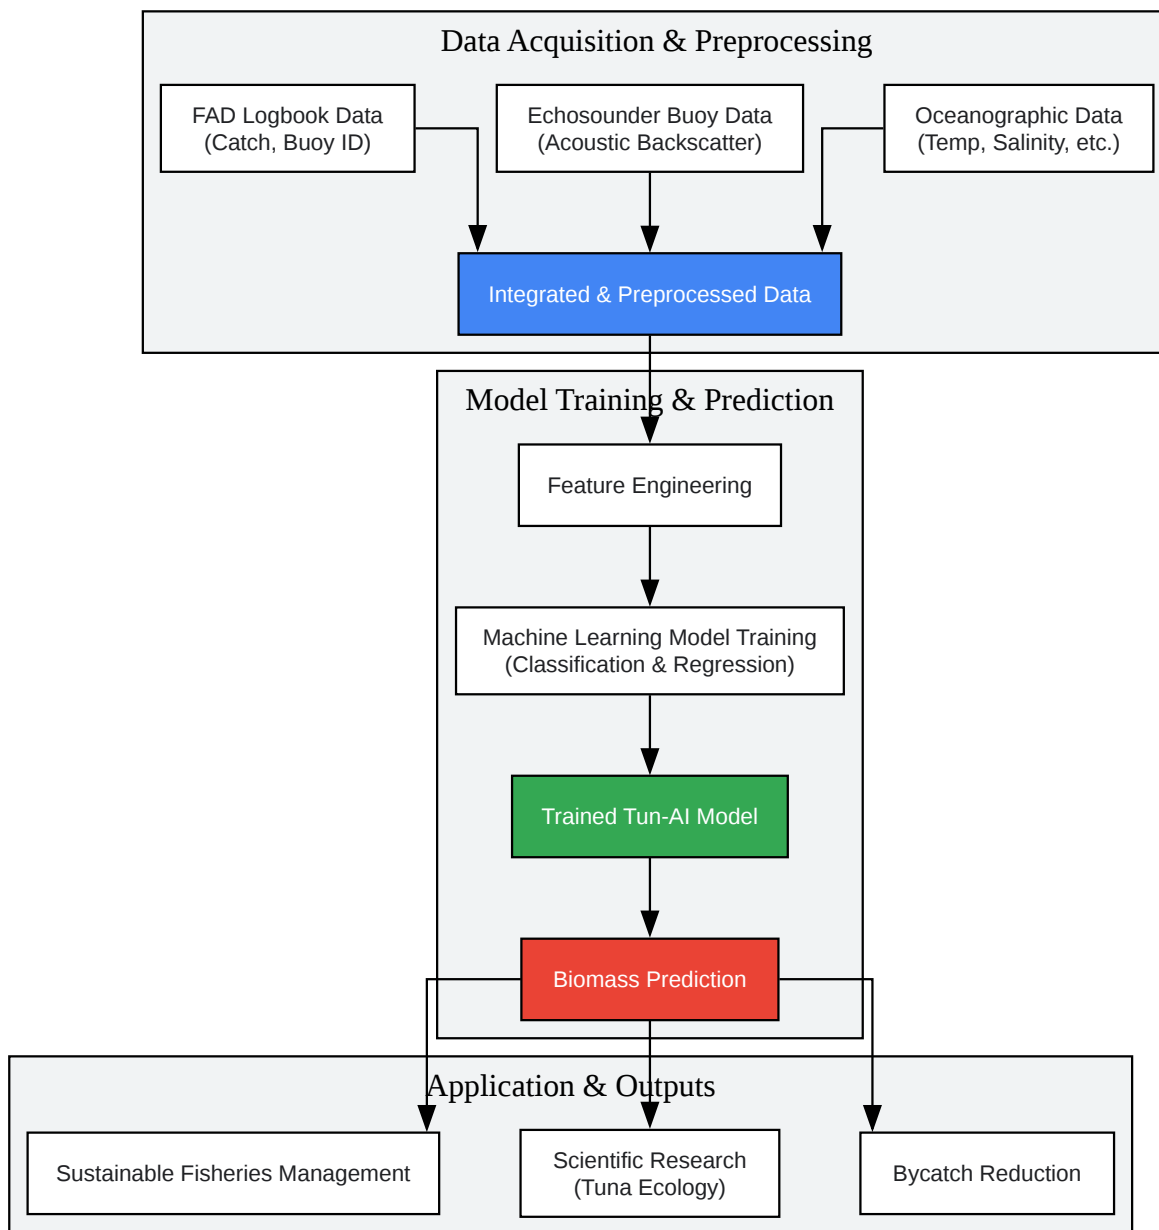 Data Acquisition & Preprocessing
FAD Logbook Data
(Catch, Buoy ID)
Echosounder Buoy Data
(Acoustic Backscatter)
Oceanographic Data
(Temp, Salinity, etc.)
Integrated & Preprocessed Data
Model Training & Prediction
Feature Engineering
Machine Learning Model Training
(Classification & Regression)
Trained Tun-AI Model
Biomass Prediction
Application & Outputs
Sustainable Fisheries Management
Scientific Research
(Tuna Ecology)
Bycatch Reduction